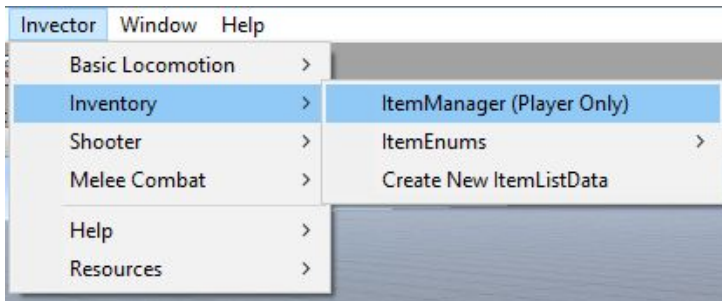 Invector Window Help
Basic Locomotion >
Inventory > ItemManager (Player Only)
Shooter > ItemEnums >
Melee Combat > Create New ItemListData
Help >
Resources >